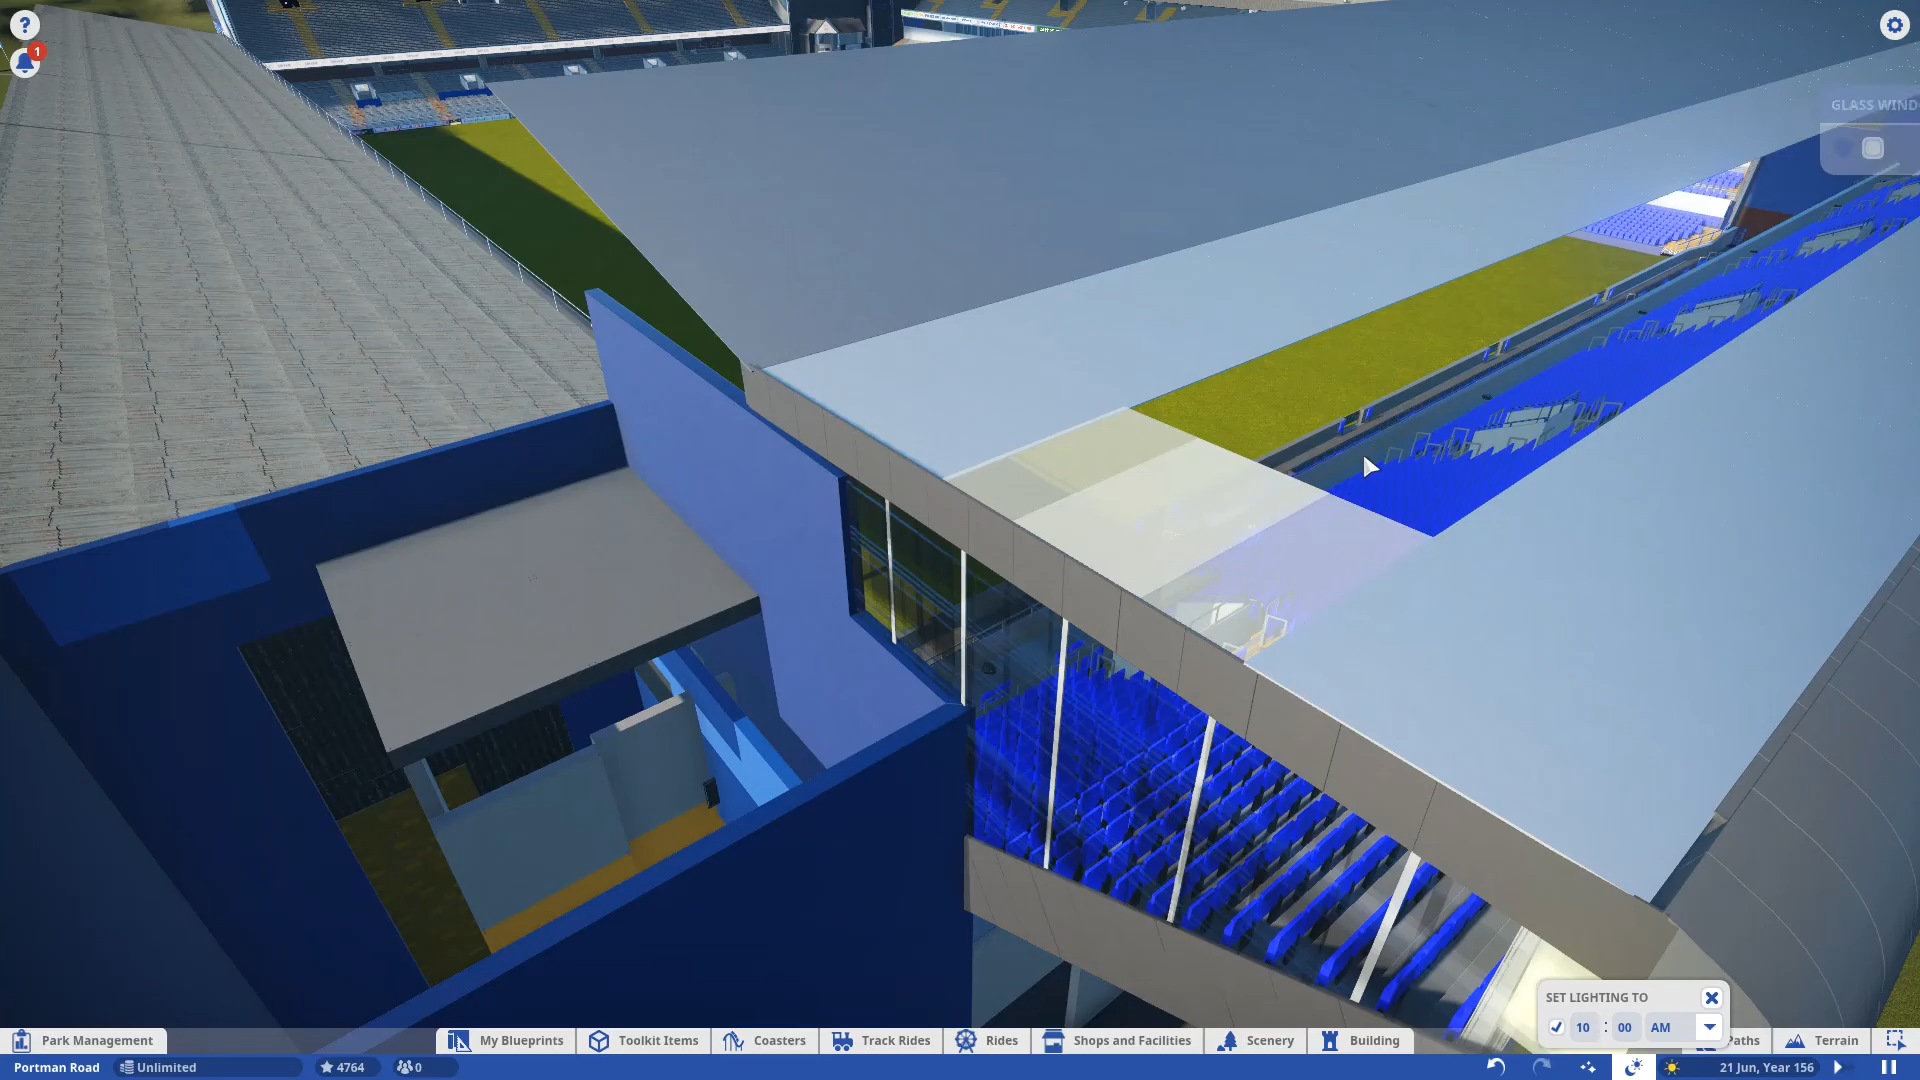 ?
1
GLASS WIND
SET LIGHTING TO
10 : 00 AM
Park Management
My Blueprints
Toolkit Items
Coasters
Track Rides
Rides
Shops and Facilities
Scenery
Building
Paths
Terrain
Portman Road
Unlimited
4764
0
21 Jun, Year 156